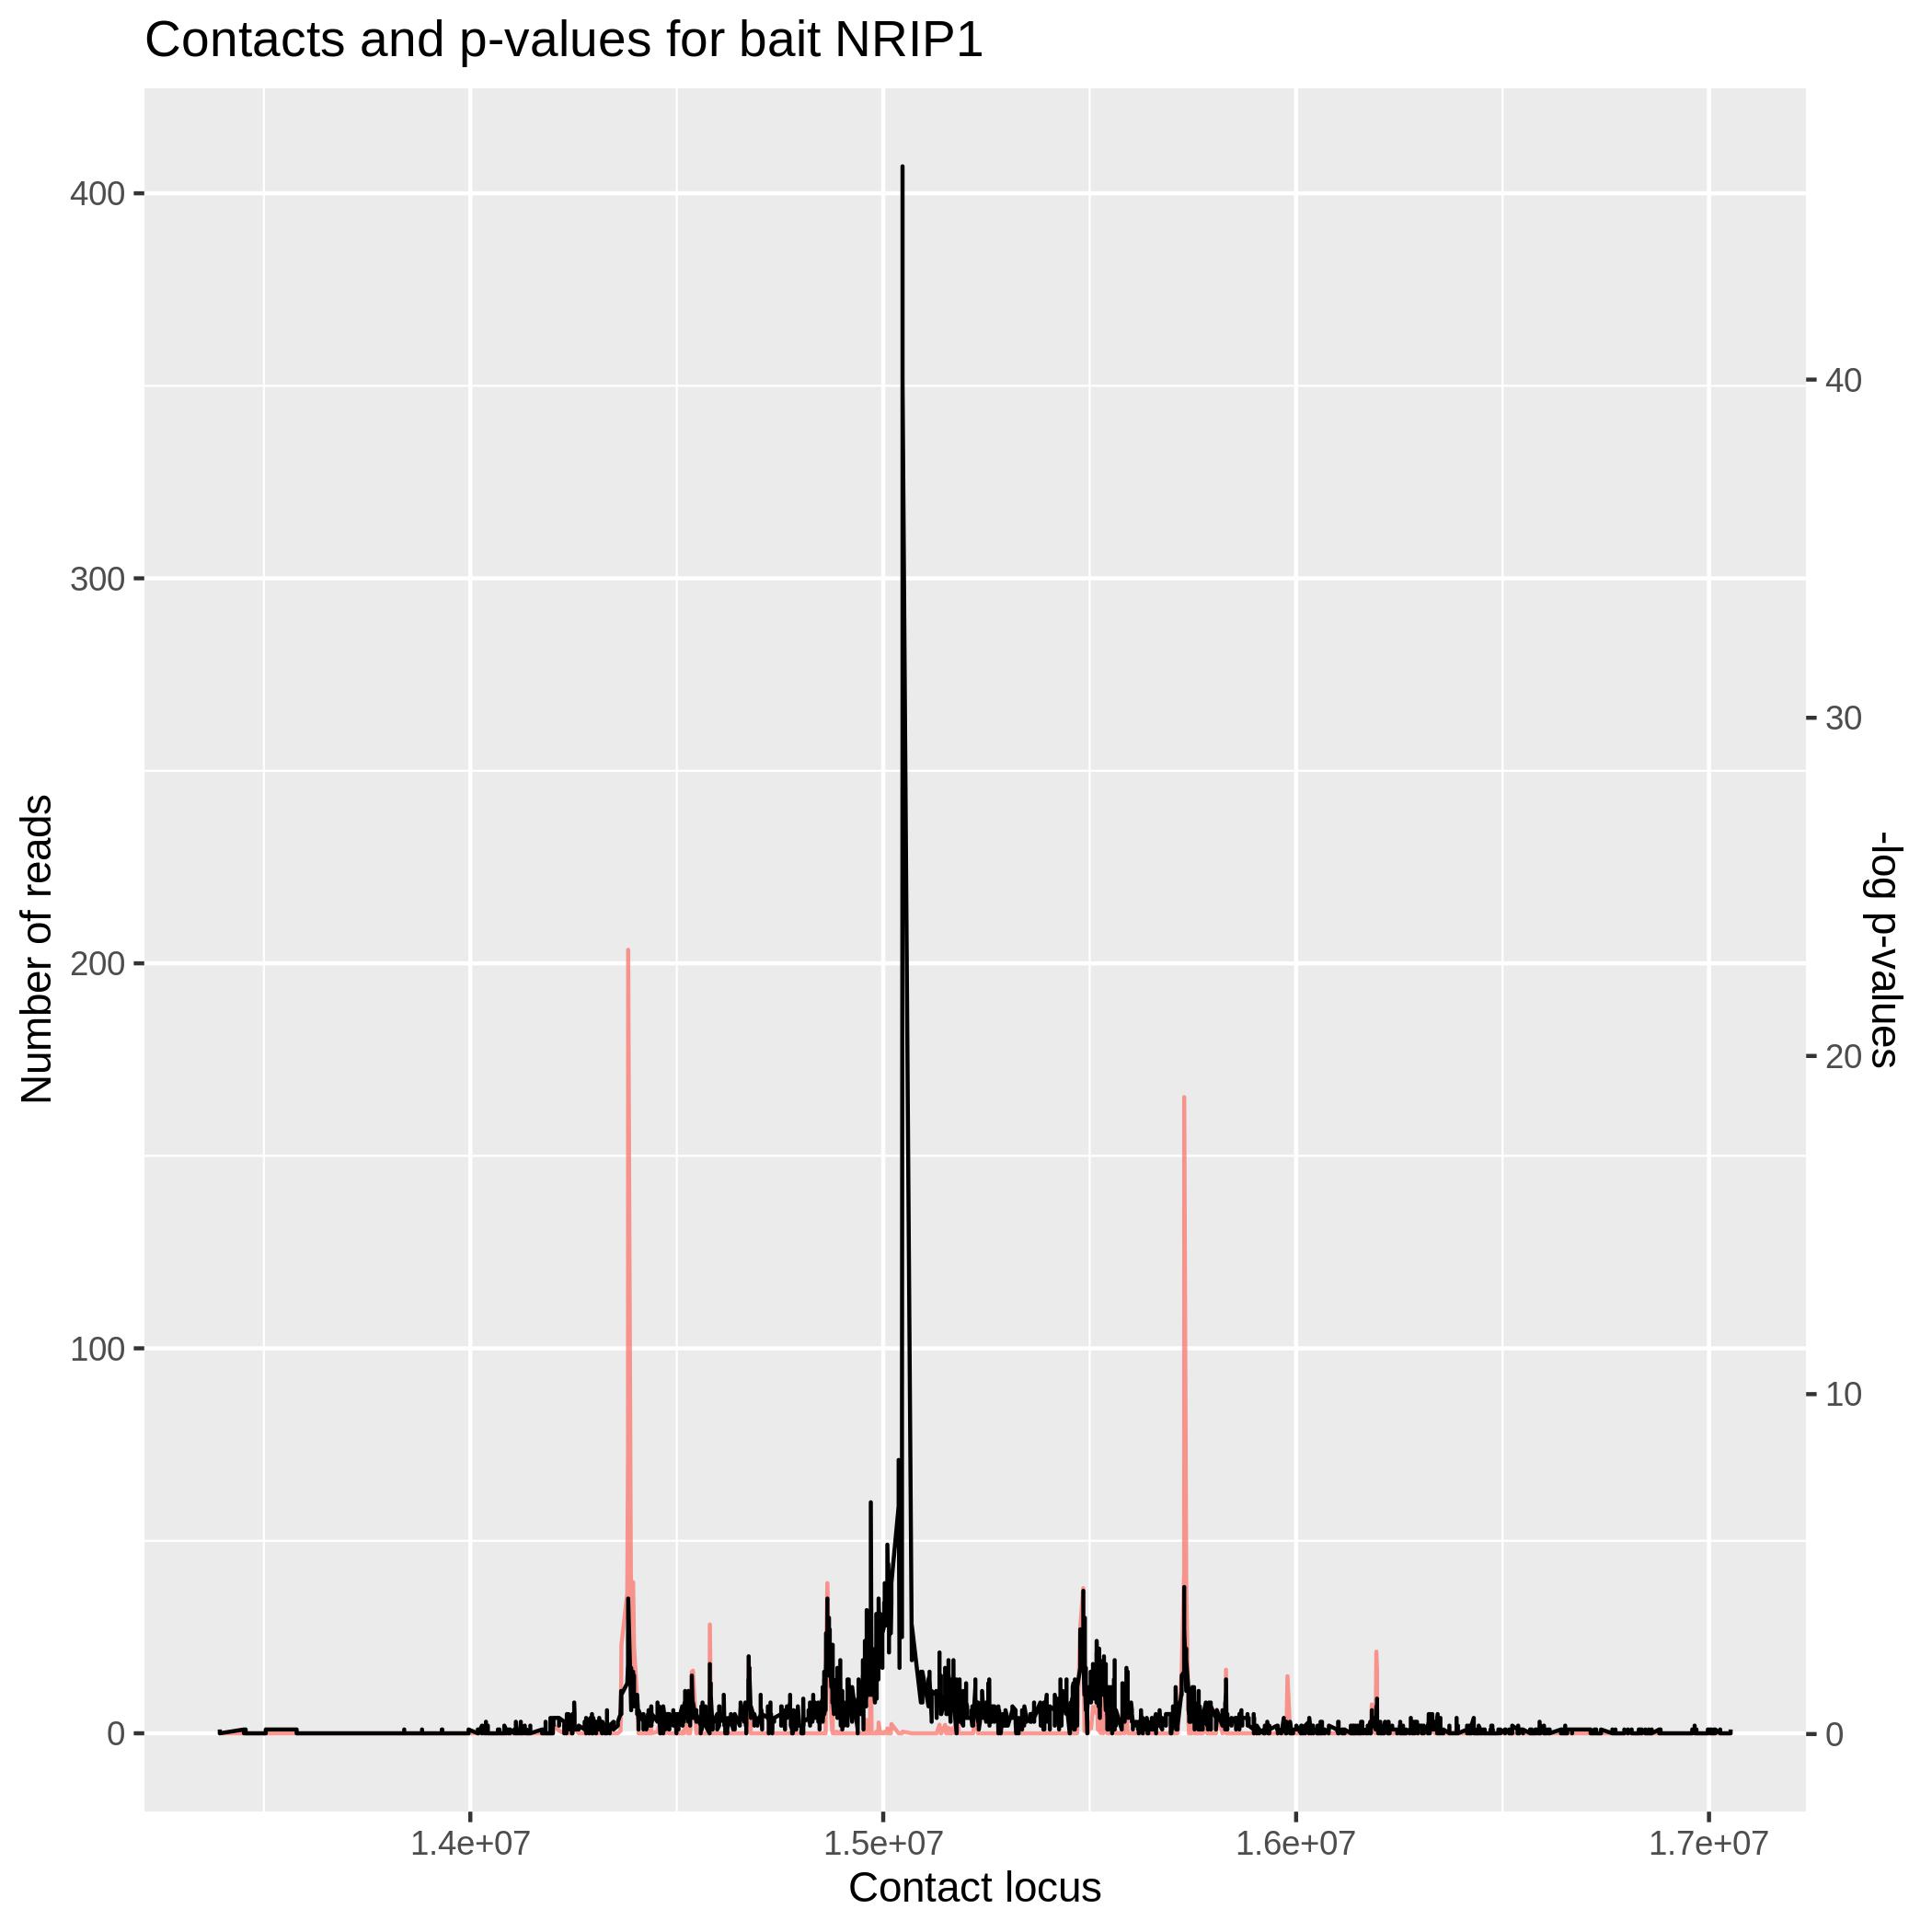 Contacts and p-values for bait NRIP1
400
300
200
100
0
Number of reads
40
30
20
10
0
-log p-values
1.4e+07
1.5e+07
1.6e+07
1.7e+07
Contact locus